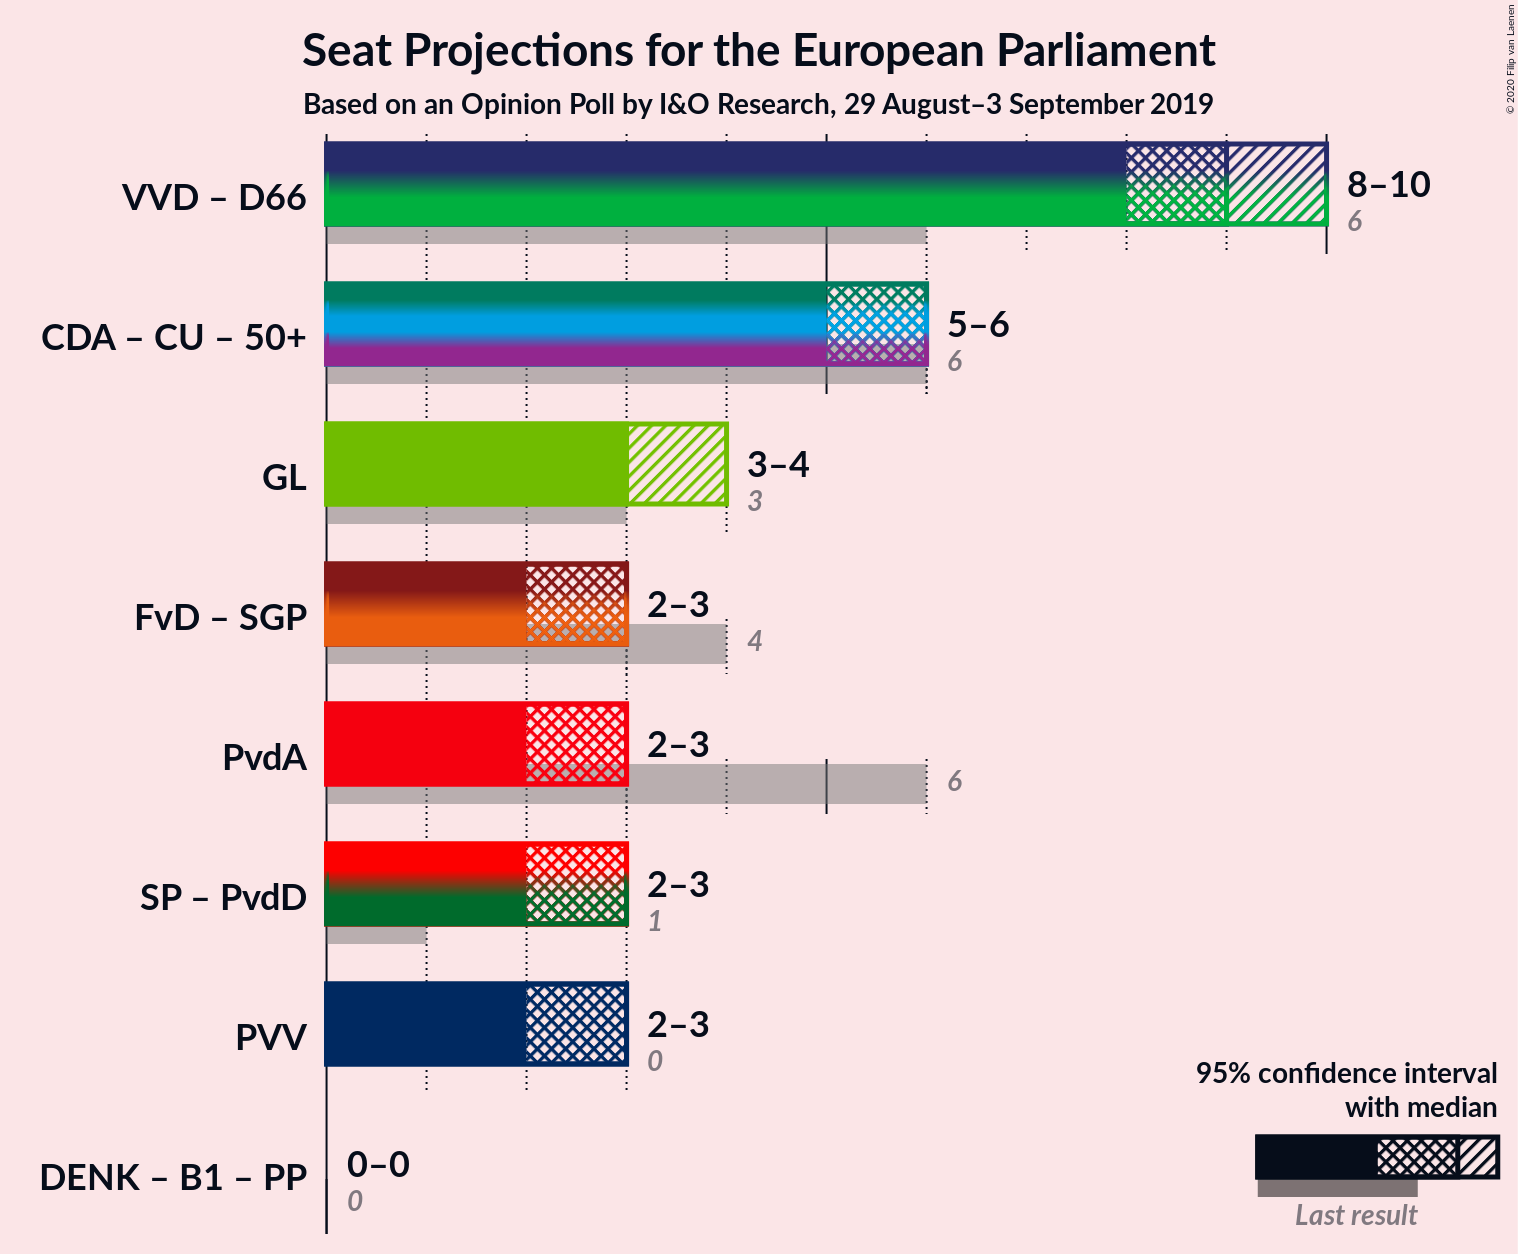 Seat Projections for the European Parliament
Based on an Opinion Poll by I&O Research, 29 August–3 September 2019
© 2020 Filip van Laenen
VVD – D66
8–10
6
CDA – CU – 50+
5–6
6
GL
3–4
3
FvD – SGP
2–3
4
PvdA
2–3
6
SP – PvdD
2–3
1
PVV
2–3
0
DENK – B1 – PP
0–0
0
95% confidence interval
with median
Last result